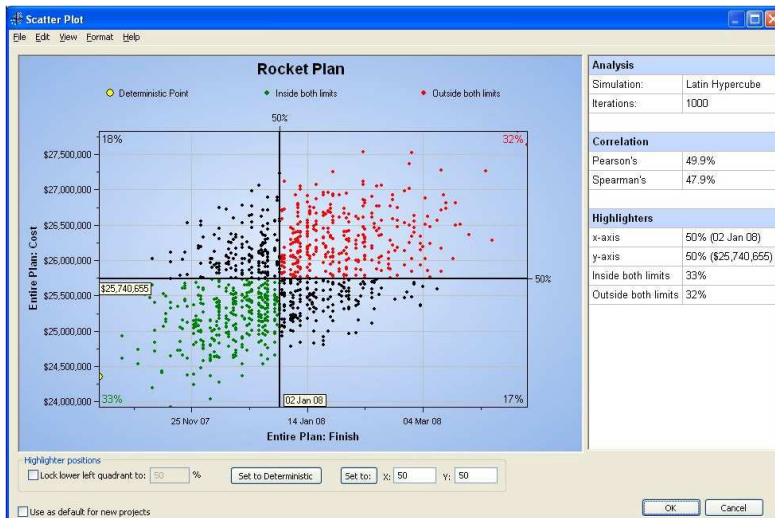 Scatter Plot
File Edit View Format Help
Rocket Plan
Deterministic Point Inside both limits Outside both limits
50%
18% 32%
$27,500,000
$27,000,000
$26,500,000
$26,000,000
50%
$25,740,655
$25,500,000
$25,000,000
$24,500,000
$24,000,000
33% 02 Jan 08 17%
25 Nov 07 14 Jan 08 04 Mar 08
Entire Plan: Cost
Entire Plan: Finish
Analysis
Simulation: Latin Hypercube
Iterations: 1000
Correlation
Pearson's 49.9%
Spearman's 47.9%
Highlighters
x-axis 50% (02 Jan 08)
y-axis 50% ($25,740,655)
Inside both limits 33%
Outside both limits 32%
Highlighter positions
Lock lower left quadrant to: 50 % Set to Deterministic Set to: X: 50 Y: 50
Use as default for new projects
OK Cancel